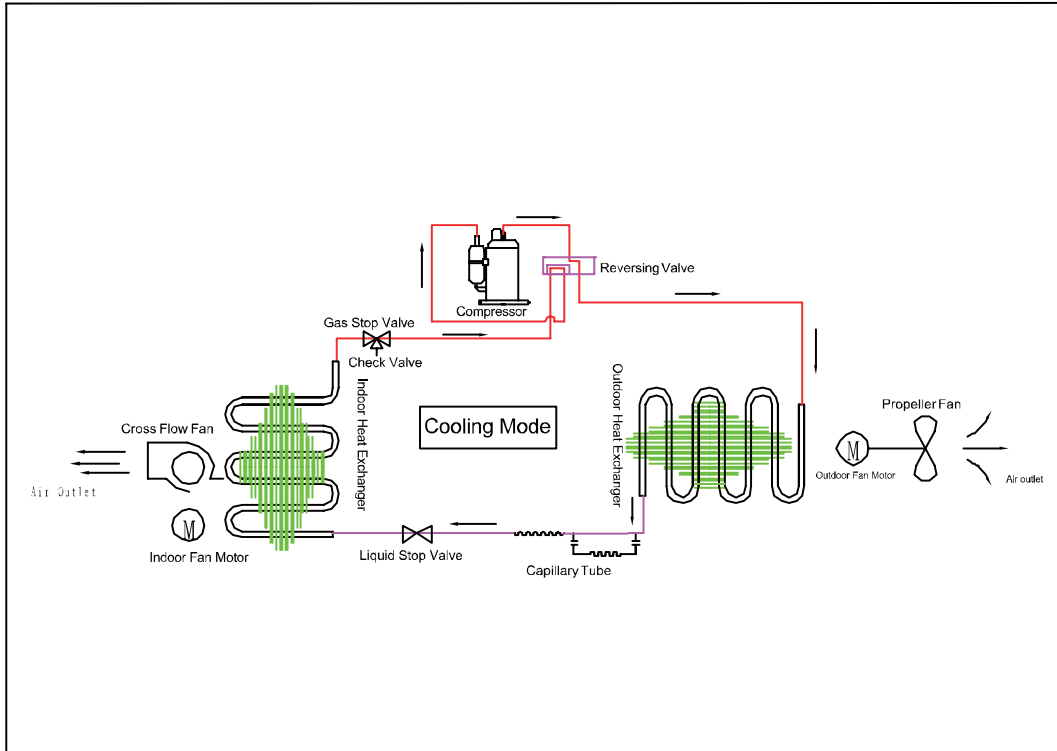 Reversing Valve
Compressor
Gas Stop Valve
Check Valve
Indoor Heat Exchanger
Outdoor Heat Exchanger
Cooling Mode
Cross Flow Fan
Air Outlet
M
Indoor Fan Motor
Liquid Stop Valve
Capillary Tube
Propeller Fan
M
Outdoor Fan Motor
Air outlet